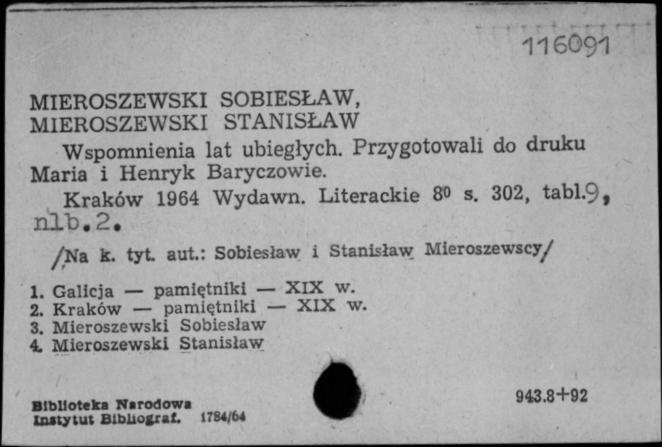 116091
MIEROSZEWSKI SOBIESŁAW,
MIEROSZEWSKI STANISŁAW
Wspomnienia lat ubiegłych. Przygotowali do druku
Maria i Henryk Baryczowie.
Kraków 1964 Wydawn. Literackie 8⁰ s. 302, tabl.9,
nlb.2.
/Na k. tyt. aut.: Sobiesław i Stanisław Mieroszewscy/
1. Galicja — pamiętniki — XIX w.
2. Kraków — pamiętniki — XIX w.
3. Mieroszewski Sobiesław
4. Mieroszewski Stanisław
943.8+92
Biblioteka Narodowa
Instytut Bibliograf. 1784/64